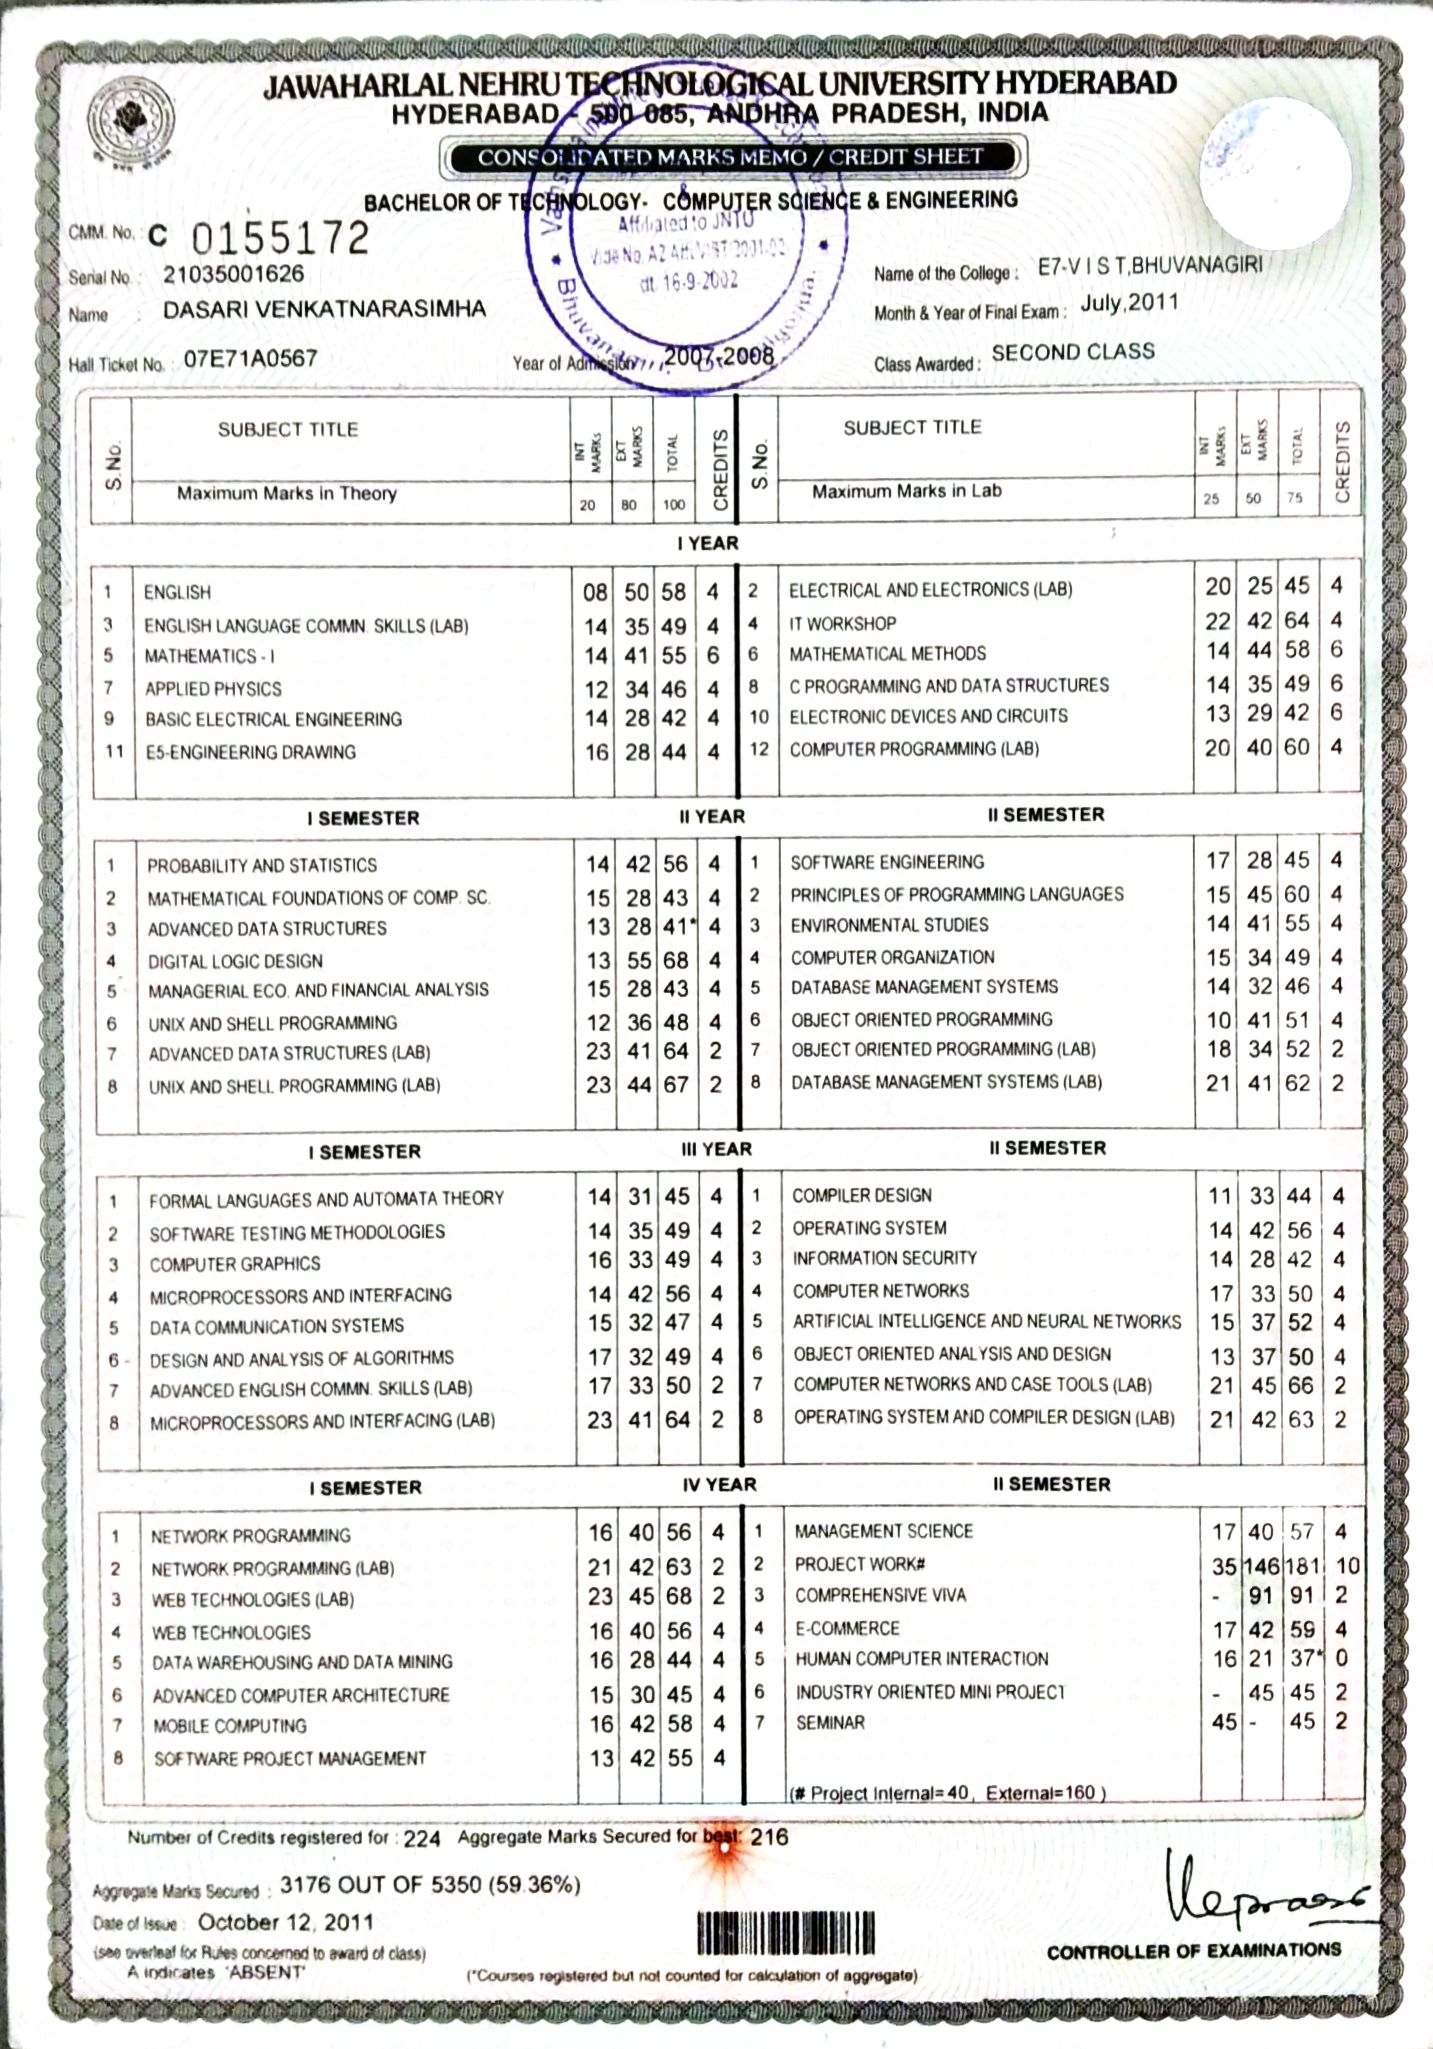 JAWAHARLAL NEHRU TECHNOLOGICAL UNIVERSITY HYDERABAD
HYDERABAD - 500 085, ANDHRA PRADESH, INDIA
CONSOLIDATED MARKS MEMO / CREDIT SHEET
BACHELOR OF TECHNOLOGY- COMPUTER SCIENCE & ENGINEERING
Affiliated to JNTU
dt. 16-9-2002
CMM. No. C 0155172
Serial No. : 21035001626 Name of the College : E7-V I S T,BHUVANAGIRI
Name : DASARI VENKATNARASIMHA Month & Year of Final Exam : July,2011
Hall Ticket No. : 07E71A0567 Year of Admission 2007-2008 Class Awarded : SECOND CLASS
S.No. SUBJECT TITLE INT MARKs EXT MARKS TOTAL CREDITS S.No. SUBJECT TITLE INT MARKs EXT MARKS TOTAL CREDITS
Maximum Marks in Theory 20 80 100 Maximum Marks in Lab 25 50 75
I YEAR
1 ENGLISH 08 50 58 4 2 ELECTRICAL AND ELECTRONICS (LAB) 20 25 45 4
3 ENGLISH LANGUAGE COMMN. SKILLS (LAB) 14 35 49 4 4 IT WORKSHOP 22 42 64 4
5 MATHEMATICS - I 14 41 55 6 6 MATHEMATICAL METHODS 14 44 58 6
7 APPLIED PHYSICS 12 34 46 4 8 C PROGRAMMING AND DATA STRUCTURES 14 35 49 6
9 BASIC ELECTRICAL ENGINEERING 14 28 42 4 10 ELECTRONIC DEVICES AND CIRCUITS 13 29 42 6
11 E5-ENGINEERING DRAWING 16 28 44 4 12 COMPUTER PROGRAMMING (LAB) 20 40 60 4
I SEMESTER II YEAR II SEMESTER
1 PROBABILITY AND STATISTICS 14 42 56 4 1 SOFTWARE ENGINEERING 17 28 45 4
2 MATHEMATICAL FOUNDATIONS OF COMP. SC. 15 28 43 4 2 PRINCIPLES OF PROGRAMMING LANGUAGES 15 45 60 4
3 ADVANCED DATA STRUCTURES 13 28 41* 4 3 ENVIRONMENTAL STUDIES 14 41 55 4
4 DIGITAL LOGIC DESIGN 13 55 68 4 4 COMPUTER ORGANIZATION 15 34 49 4
5 MANAGERIAL ECO. AND FINANCIAL ANALYSIS 15 28 43 4 5 DATABASE MANAGEMENT SYSTEMS 14 32 46 4
6 UNIX AND SHELL PROGRAMMING 12 36 48 4 6 OBJECT ORIENTED PROGRAMMING 10 41 51 4
7 ADVANCED DATA STRUCTURES (LAB) 23 41 64 2 7 OBJECT ORIENTED PROGRAMMING (LAB) 18 34 52 2
8 UNIX AND SHELL PROGRAMMING (LAB) 23 44 67 2 8 DATABASE MANAGEMENT SYSTEMS (LAB) 21 41 62 2
I SEMESTER III YEAR II SEMESTER
1 FORMAL LANGUAGES AND AUTOMATA THEORY 14 31 45 4 1 COMPILER DESIGN 11 33 44 4
2 SOFTWARE TESTING METHODOLOGIES 14 35 49 4 2 OPERATING SYSTEM 14 42 56 4
3 COMPUTER GRAPHICS 16 33 49 4 3 INFORMATION SECURITY 14 28 42 4
4 MICROPROCESSORS AND INTERFACING 14 42 56 4 4 COMPUTER NETWORKS 17 33 50 4
5 DATA COMMUNICATION SYSTEMS 15 32 47 4 5 ARTIFICIAL INTELLIGENCE AND NEURAL NETWORKS 15 37 52 4
6 DESIGN AND ANALYSIS OF ALGORITHMS 17 32 49 4 6 OBJECT ORIENTED ANALYSIS AND DESIGN 13 37 50 4
7 ADVANCED ENGLISH COMMN. SKILLS (LAB) 17 33 50 2 7 COMPUTER NETWORKS AND CASE TOOLS (LAB) 21 45 66 2
8 MICROPROCESSORS AND INTERFACING (LAB) 23 41 64 2 8 OPERATING SYSTEM AND COMPILER DESIGN (LAB) 21 42 63 2
I SEMESTER IV YEAR II SEMESTER
1 NETWORK PROGRAMMING 16 40 56 4 1 MANAGEMENT SCIENCE 17 40 57 4
2 NETWORK PROGRAMMING (LAB) 21 42 63 2 2 PROJECT WORK# 35 146 181 10
3 WEB TECHNOLOGIES (LAB) 23 45 68 2 3 COMPREHENSIVE VIVA - 91 91 2
4 WEB TECHNOLOGIES 16 40 56 4 4 E-COMMERCE 17 42 59 4
5 DATA WAREHOUSING AND DATA MINING 16 28 44 4 5 HUMAN COMPUTER INTERACTION 16 21 37* 0
6 ADVANCED COMPUTER ARCHITECTURE 15 30 45 4 6 INDUSTRY ORIENTED MINI PROJECT - 45 45 2
7 MOBILE COMPUTING 16 42 58 4 7 SEMINAR 45 - 45 2
8 SOFTWARE PROJECT MANAGEMENT 13 42 55 4
(# Project Internal= 40, External=160 )
Number of Credits registered for : 224 Aggregate Marks Secured for best: 216
Aggregate Marks Secured : 3176 OUT OF 5350 (59.36%)
Date of Issue : October 12, 2011
(see overleaf for Rules concerned to award of class)
A indicates 'ABSENT'
(*Courses registered but not counted for calculation of aggregate)
CONTROLLER OF EXAMINATIONS